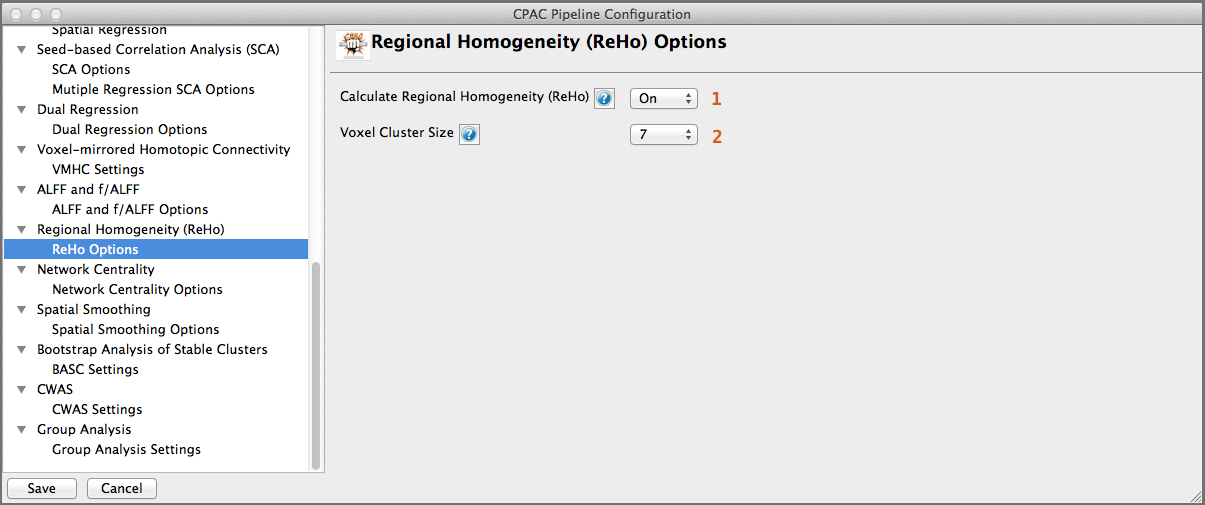 CPAC Pipeline Configuration
Spatial Regression
Seed-based Correlation Analysis (SCA)
SCA Options
Mutiple Regression SCA Options
Dual Regression
Dual Regression Options
Voxel-mirrored Homotopic Connectivity
VMHC Settings
ALFF and f/ALFF
ALFF and f/ALFF Options
Regional Homogeneity (ReHo)
ReHo Options
Network Centrality
Network Centrality Options
Spatial Smoothing
Spatial Smoothing Options
Bootstrap Analysis of Stable Clusters
BASC Settings
CWAS
CWAS Settings
Group Analysis
Group Analysis Settings
Save Cancel
Regional Homogeneity (ReHo) Options
Calculate Regional Homogeneity (ReHo) ? On 1
Voxel Cluster Size ? 7 2